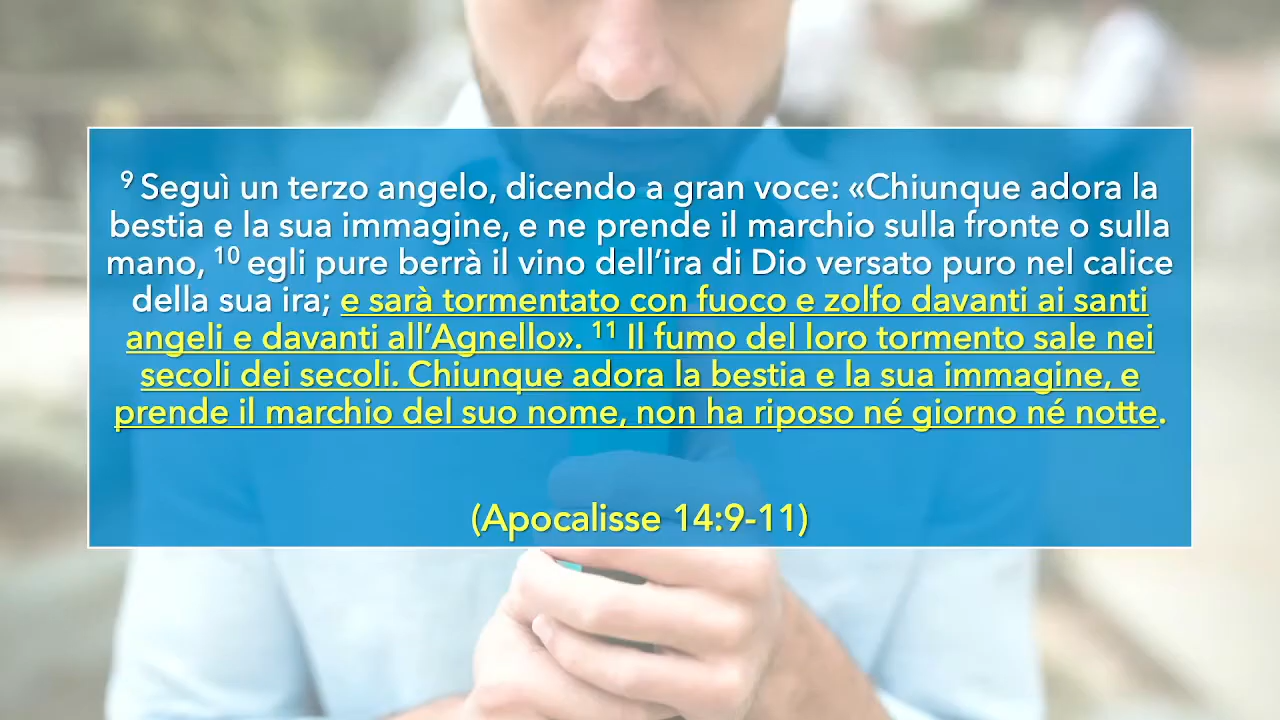 ⁹ Seguì un terzo angelo, dicendo a gran voce: «Chiunque adora la
bestia e la sua immagine, e ne prende il marchio sulla fronte o sulla
mano, ¹⁰ egli pure berrà il vino dell’ira di Dio versato puro nel calice
della sua ira; e sarà tormentato con fuoco e zolfo davanti ai santi
angeli e davanti all’Agnello». ¹¹ Il fumo del loro tormento sale nei
secoli dei secoli. Chiunque adora la bestia e la sua immagine, e
prende il marchio del suo nome, non ha riposo né giorno né notte.
(Apocalisse 14:9-11)